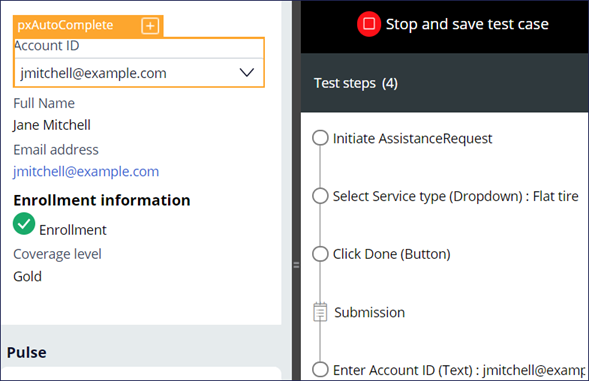 pxAutoComplete
Account ID
jmitchell@example.com
Full Name
Jane Mitchell
Email address
jmitchell@example.com
Enrollment information
Enrollment
Coverage level
Gold
Pulse
Stop and save test case
Test steps (4)
Initiate AssistanceRequest
Select Service type (Dropdown) : Flat tire
Click Done (Button)
Submission
Enter Account ID (Text) : jmitchell@examp